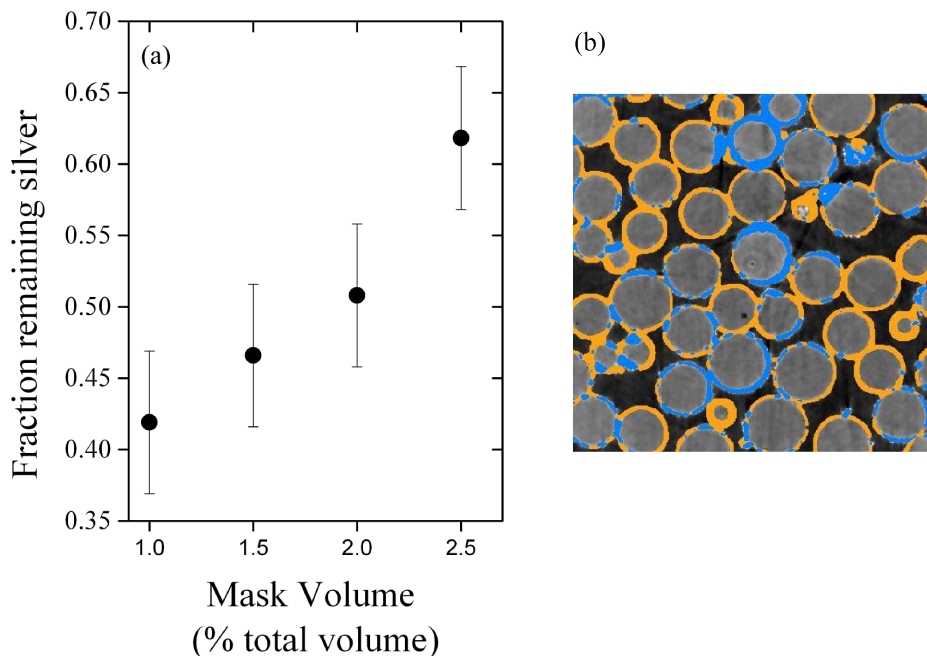 (a)
(b)
Fraction remaining silver
0.70
0.65
0.60
0.55
0.50
0.45
0.40
0.35
1.0 1.5 2.0 2.5
Mask Volume
(% total volume)